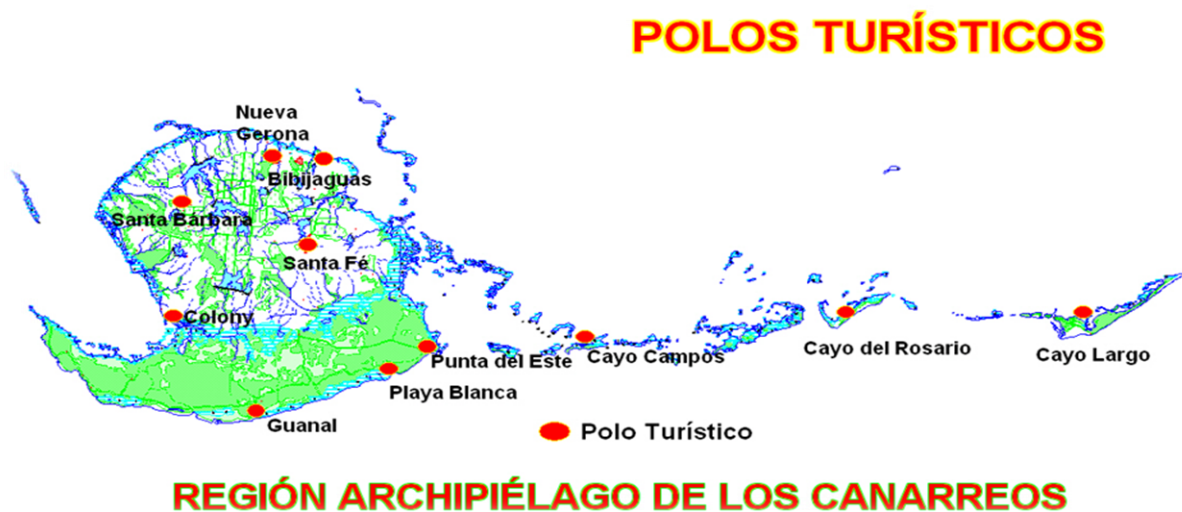 POLOS TURÍSTICOS
Nueva
Gerona
Bibijaguas
Santa Bárbara
Santa Fé
Colony
Punta del Este
Cayo Campos
Cayo del Rosario
Cayo Largo
Playa Blanca
Guanal
Polo Turístico
REGIÓN ARCHIPIÉLAGO DE LOS CANARREOS